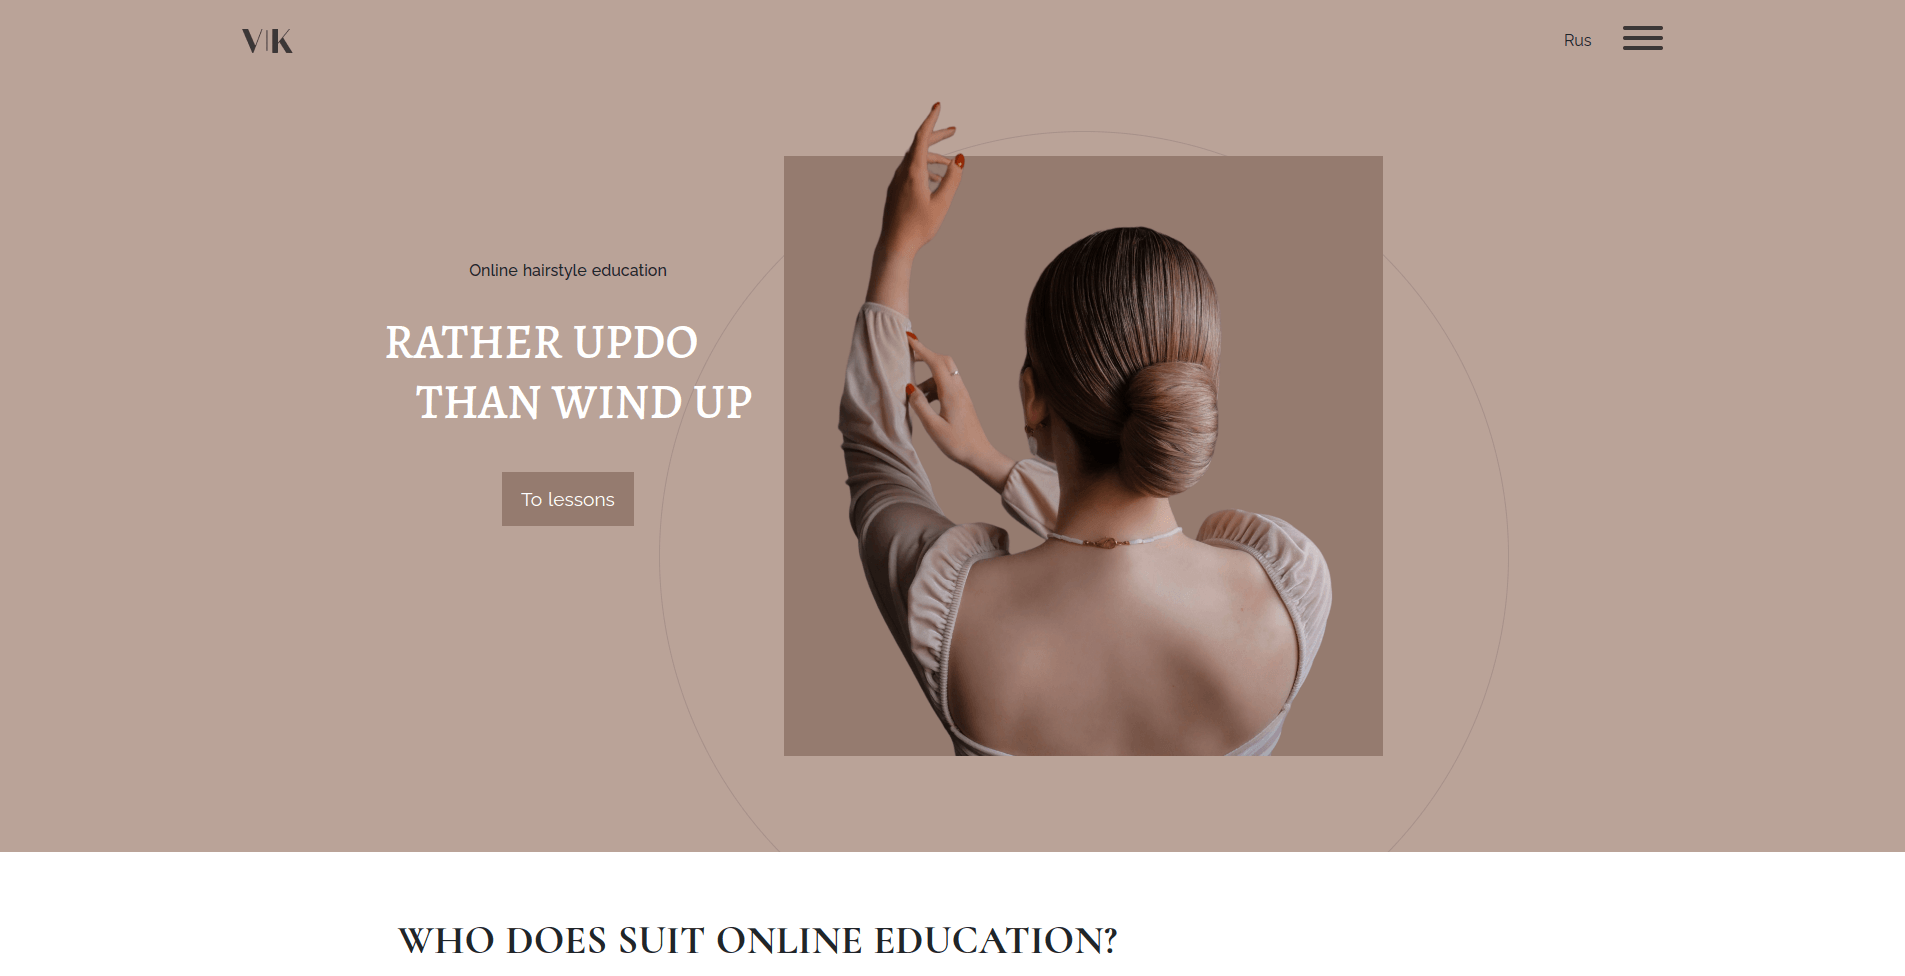 V|K
Rus
Online hairstyle education
RATHER UPDO
THAN WIND UP
To lessons
WHO DOES SUIT ONLINE EDUCATION?